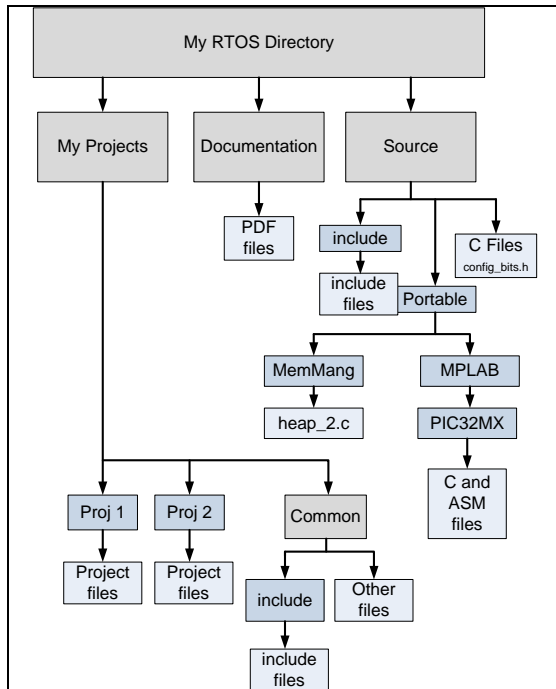 My RTOS Directory
My Projects
Documentation
Source
PDF
files
include
C Files
config_bits.h
include
files
Portable
MemMang
MPLAB
heap_2.c
PIC32MX
C and
ASM
files
Proj 1
Proj 2
Common
Project
files
Project
files
include
Other
files
include
files